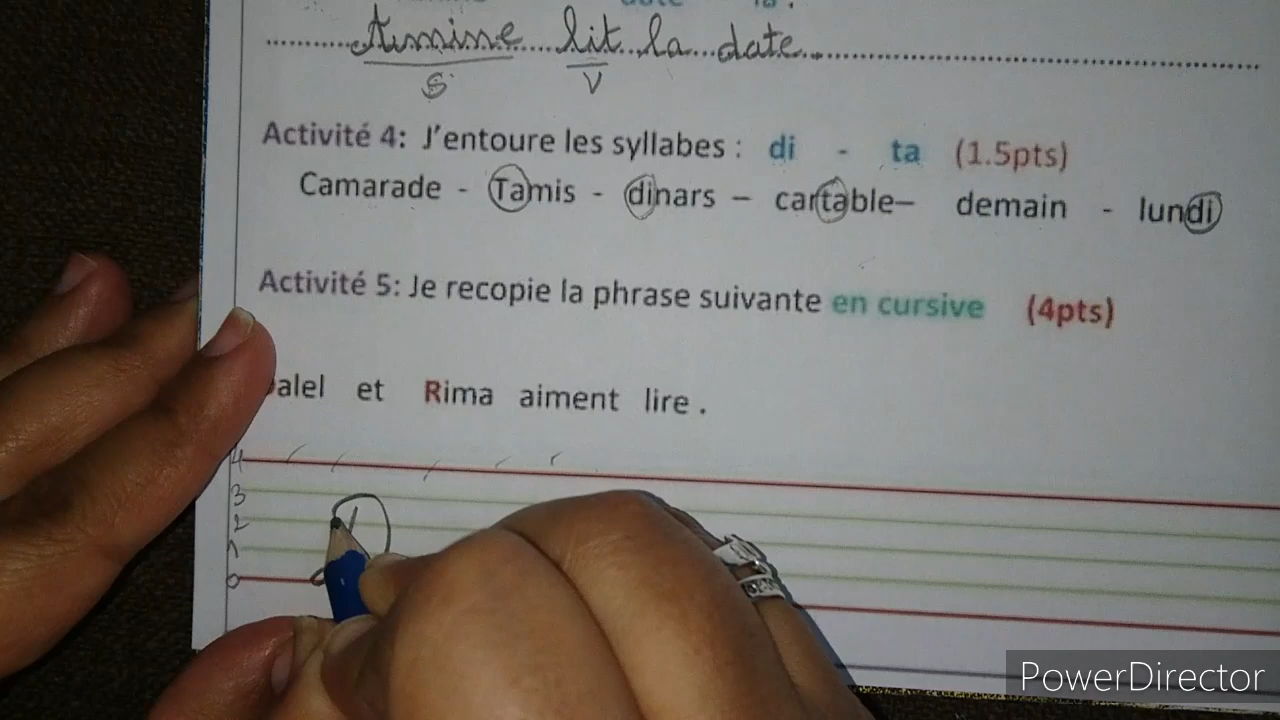 Amine lit la date
S V
Activité 4: J'entoure les syllabes : di - ta (1.5pts)
Camarade - Tamis - dinars – cartable– demain - lundi
Activité 5: Je recopie la phrase suivante en cursive (4pts)
alel et Rima aiment lire .
4
3
2
1
0
PowerDirector